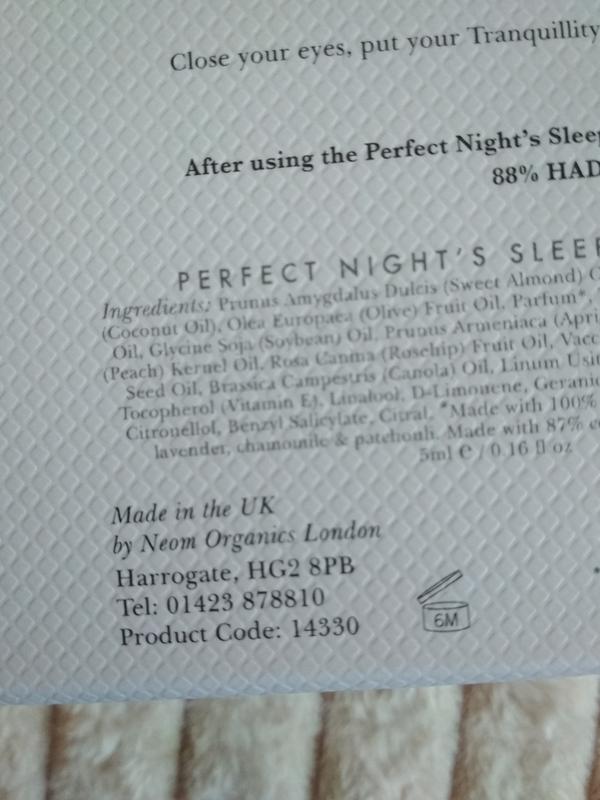 Close your eyes, put your Tranquillity
After using the Perfect Night's Sleep
88% HAD
PERFECT NIGHT'S SLEEP
Ingredients: Prunus Amygdalus Dulcis (Sweet Almond)
(Coconut Oil), Olea Europaea (Olive) Fruit Oil, Parfum*,
Oil, Glycine Soja (Soybean) Oil, Prunus Armeniaca (Apri
(Peach) Kernel Oil, Rosa Canina (Rosehip) Fruit Oil, Vacc
Seed Oil, Brassica Campestris (Canola) Oil, Linum Usit
Tocopherol (Vitamin E), Linalool, D-Limonene, Gerani
Citronellol, Benzyl Salicylate, Citral. *Made with 100%
lavender, chamomile & patchouli. Made with 87%
5ml e / 0.16 fl oz
Made in the UK
by Neom Organics London
Harrogate, HG2 8PB
Tel: 01423 878810
Product Code: 14330
6M